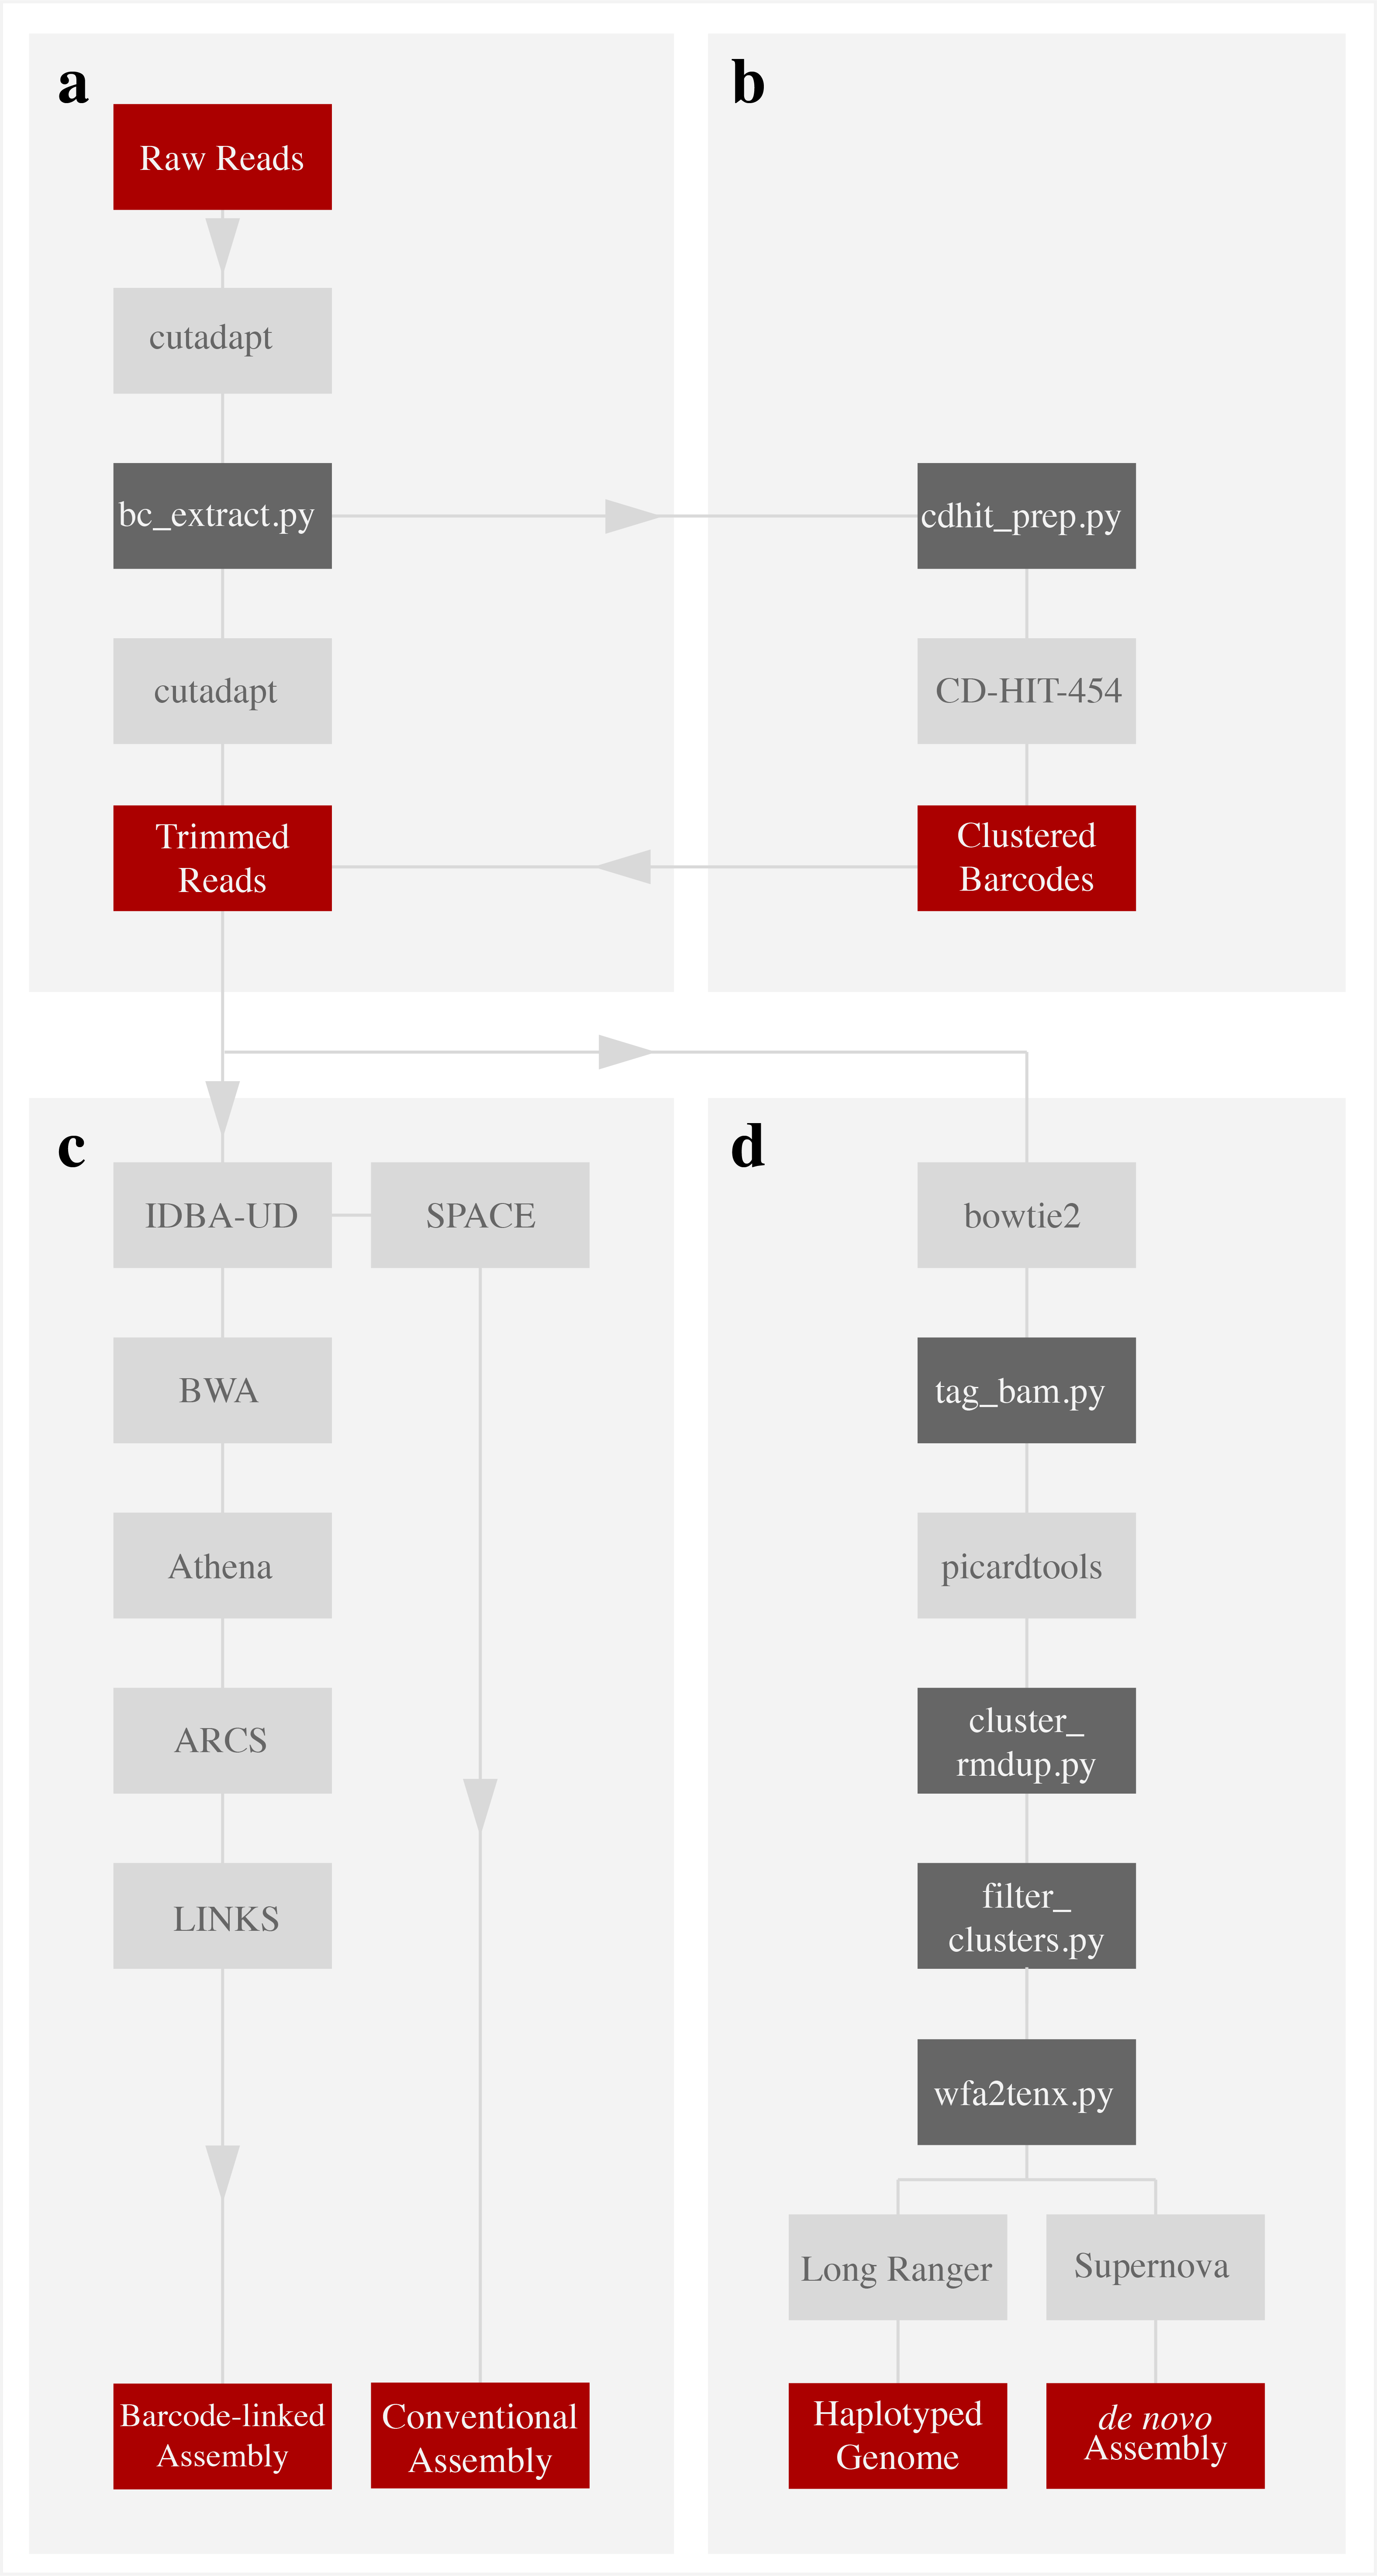 a
Raw Reads
cutadapt
bc_extract.py
cutadapt
Trimmed
Reads
b
cdhit_prep.py
CD-HIT-454
Clustered
Barcodes
c
IDBA-UD
SPACE
BWA
Athena
ARCS
LINKS
Barcode-linked
Assembly
Conventional
Assembly
d
bowtie2
tag_bam.py
picardtools
cluster_
rmdup.py
filter_
clusters.py
wfa2tenx.py
Long Ranger
Supernova
Haplotyped
Genome
de novo
Assembly